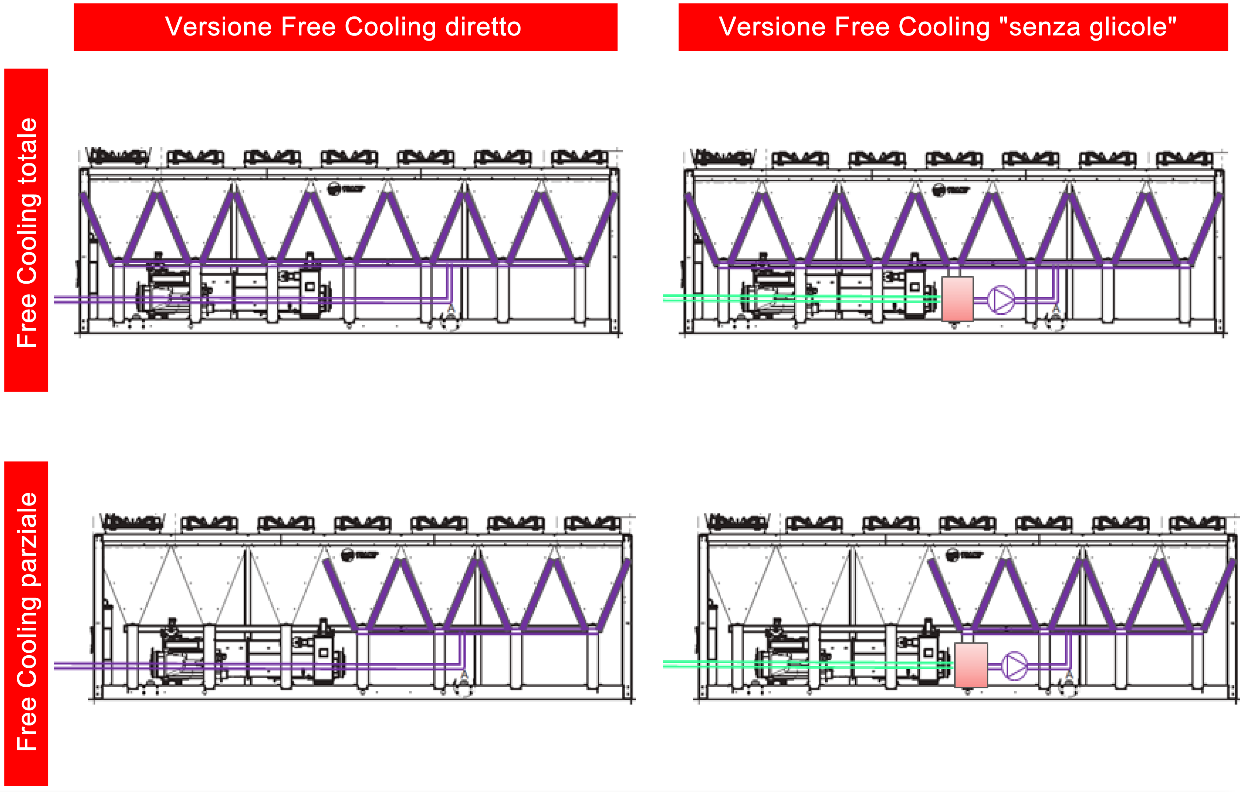 Versione Free Cooling diretto
Versione Free Cooling "senza glicole"
Free Cooling totale
Free Cooling parziale